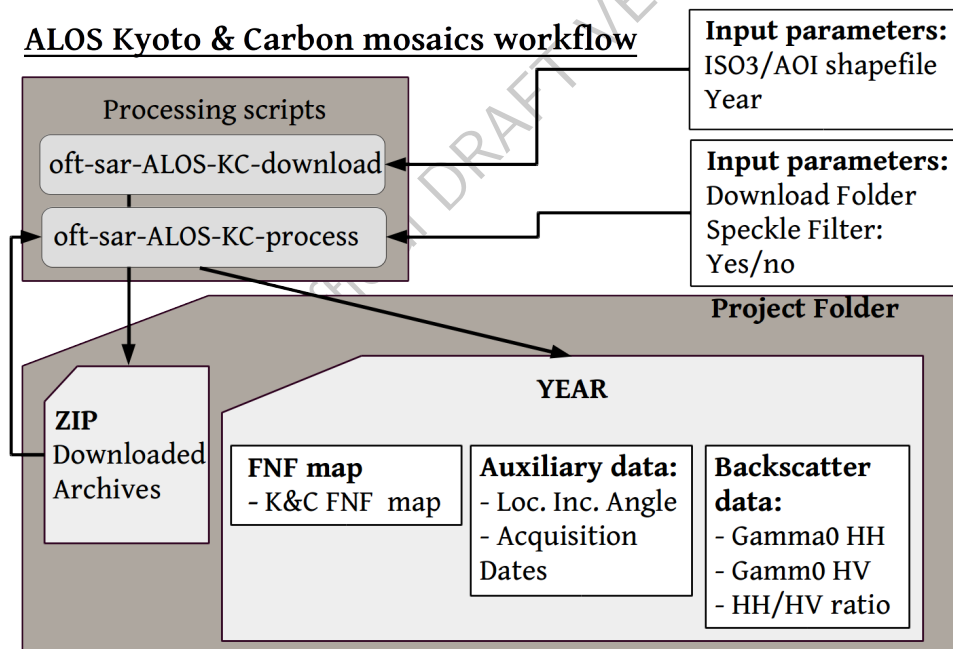 ALOS Kyoto & Carbon mosaics workflow
Input parameters:
ISO3/AOI shapefile
Year
Processing scripts
oft-sar-ALOS-KC-download
oft-sar-ALOS-KC-process
Input parameters:
Download Folder
Speckle Filter:
Yes/no
DRAFT
Project Folder
ZIP
Downloaded
Archives
YEAR
FNF map
- K&C FNF map
Auxiliary data:
- Loc. Inc. Angle
- Acquisition
Dates
Backscatter
data:
- Gamma0 HH
- Gamm0 HV
- HH/HV ratio